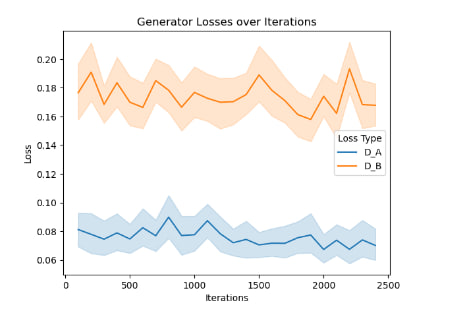 Generator Losses over Iterations
0.20
0.18
0.16
0.14
0.12
0.10
0.08
0.06
Loss
Loss Type
D_A
D_B
0
500
1000
1500
2000
2500
Iterations